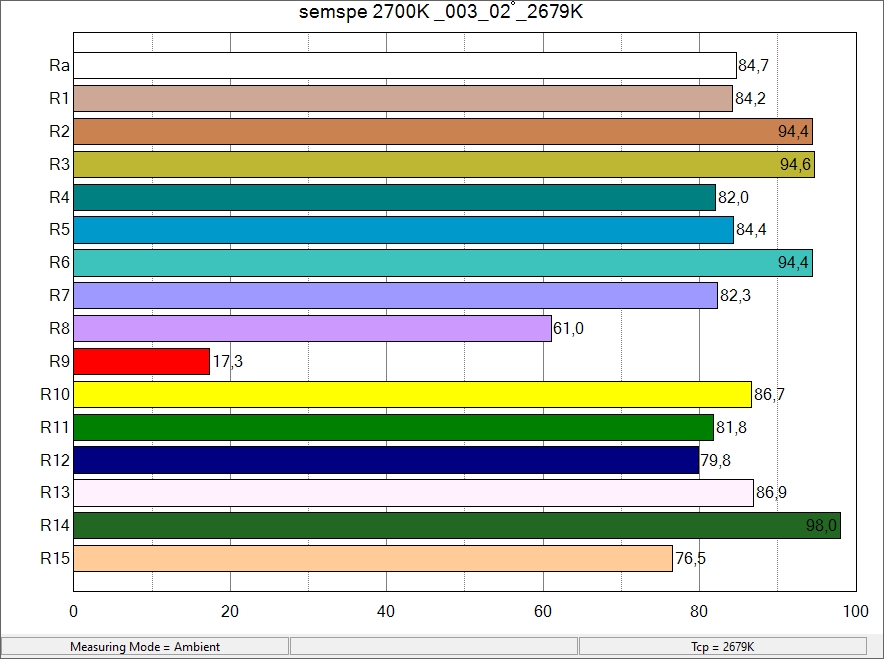 semspe 2700K _003_02°_2679K
Ra 84,7
R1 84,2
R2 94,4
R3 94,6
R4 82,0
R5 84,4
R6 94,4
R7 82,3
R8 61,0
R9 17,3
R10 86,7
R11 81,8
R12 79,8
R13 86,9
R14 98,0
R15 76,5
0 20 40 60 80 100
Measuring Mode = Ambient Tcp = 2679K